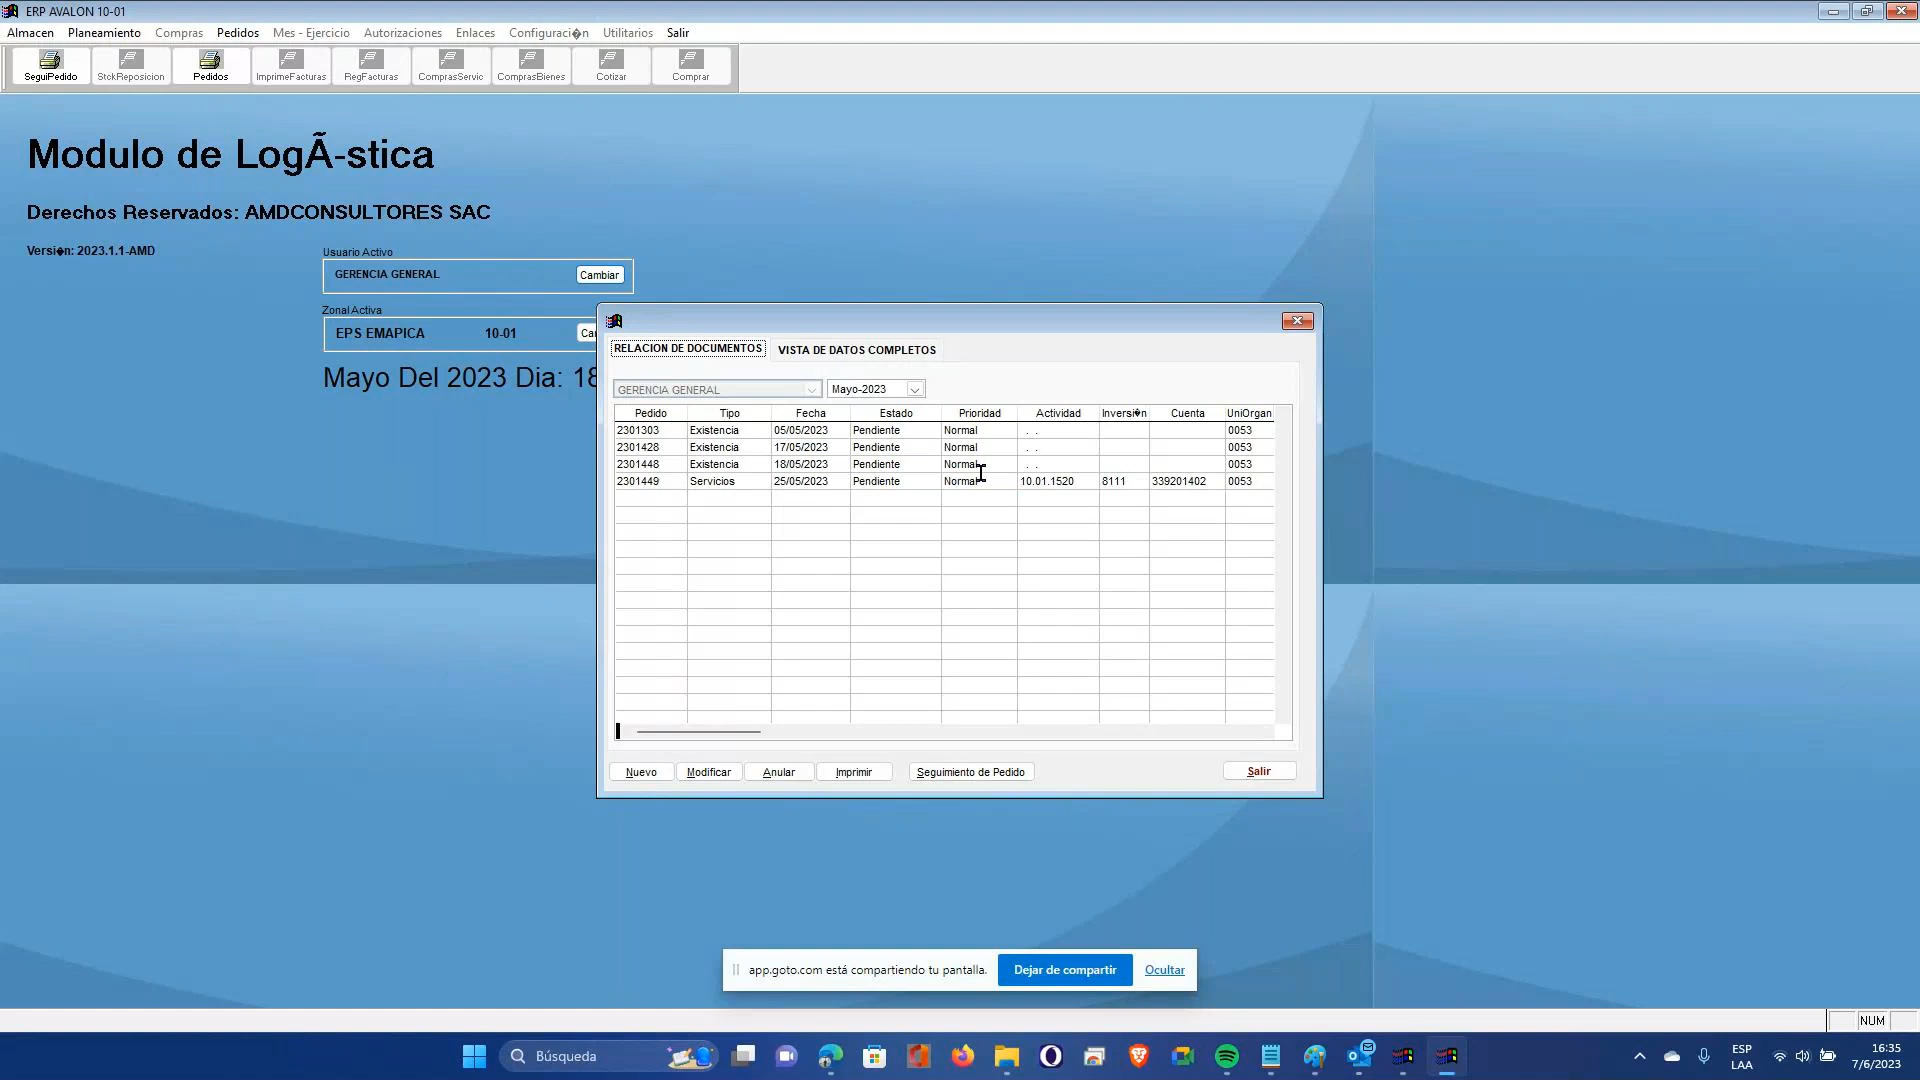 ERP AVALON 10-01
Almacen Planeamiento Compras Pedidos Mes - Ejercicio Autorizaciones Enlaces Configuraci�n Utilitarios Salir
SeguiPedido StckReposicion Pedidos ImprimeFacturas RegFacturas ComprasServic ComprasBienes Cotizar Comprar
Modulo de LogÃ-stica
Derechos Reservados: AMDCONSULTORES SAC
Versi�n: 2023.1.1-AMD
Usuario Activo
GERENCIA GENERAL Cambiar
Zonal Activa
EPS EMAPICA 10-01 Car
Mayo Del 2023 Dia: 18
RELACION DE DOCUMENTOS VISTA DE DATOS COMPLETOS
GERENCIA GENERAL Mayo-2023
Pedido Tipo Fecha Estado Prioridad Actividad Inversi�n Cuenta UniOrgan
2301303 Existencia 05/05/2023 Pendiente Normal . . 0053
2301428 Existencia 17/05/2023 Pendiente Normal . . 0053
2301448 Existencia 18/05/2023 Pendiente Normal . . 0053
2301449 Servicios 25/05/2023 Pendiente Normal 10.01.1520 8111 339201402 0053
Nuevo Modificar Anular Imprimir Seguimiento de Pedido Salir
app.goto.com está compartiendo tu pantalla. Dejar de compartir Ocultar
NUM
Búsqueda
ESP
LAA
16:35
7/6/2023